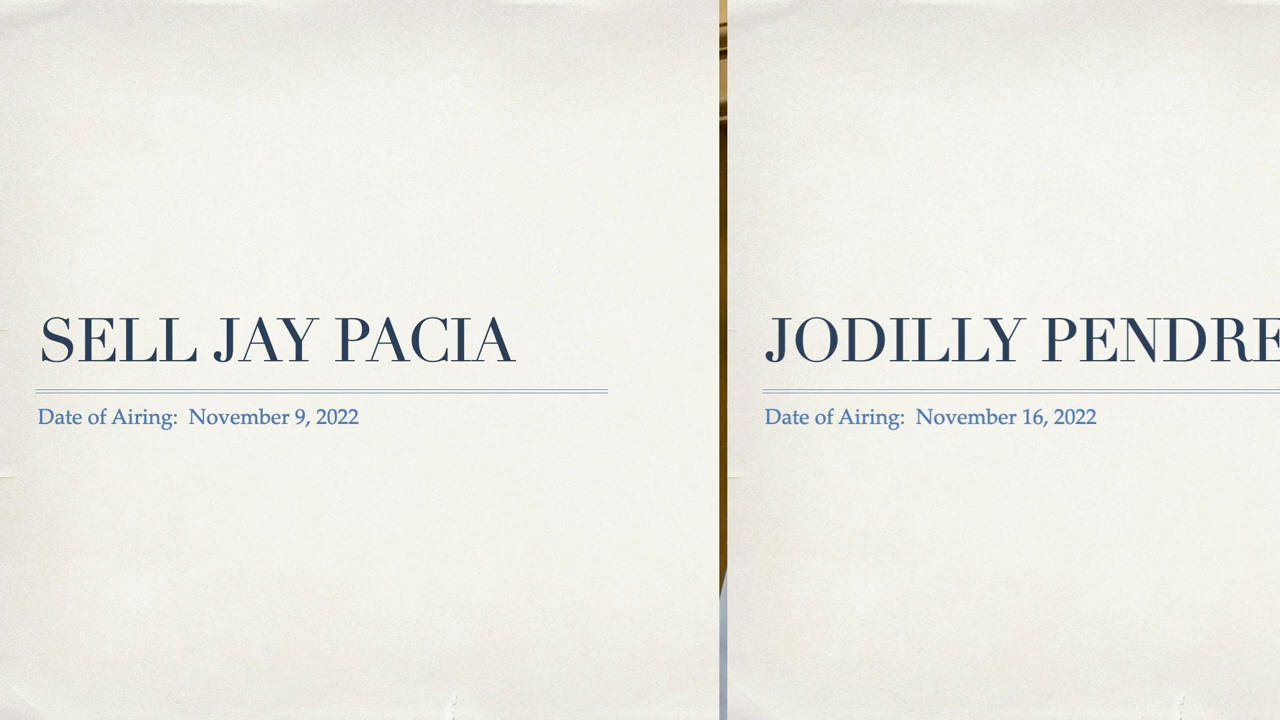 SELL JAY PACIA
Date of Airing: November 9, 2022
JODILLY PENDRE
Date of Airing: November 16, 2022